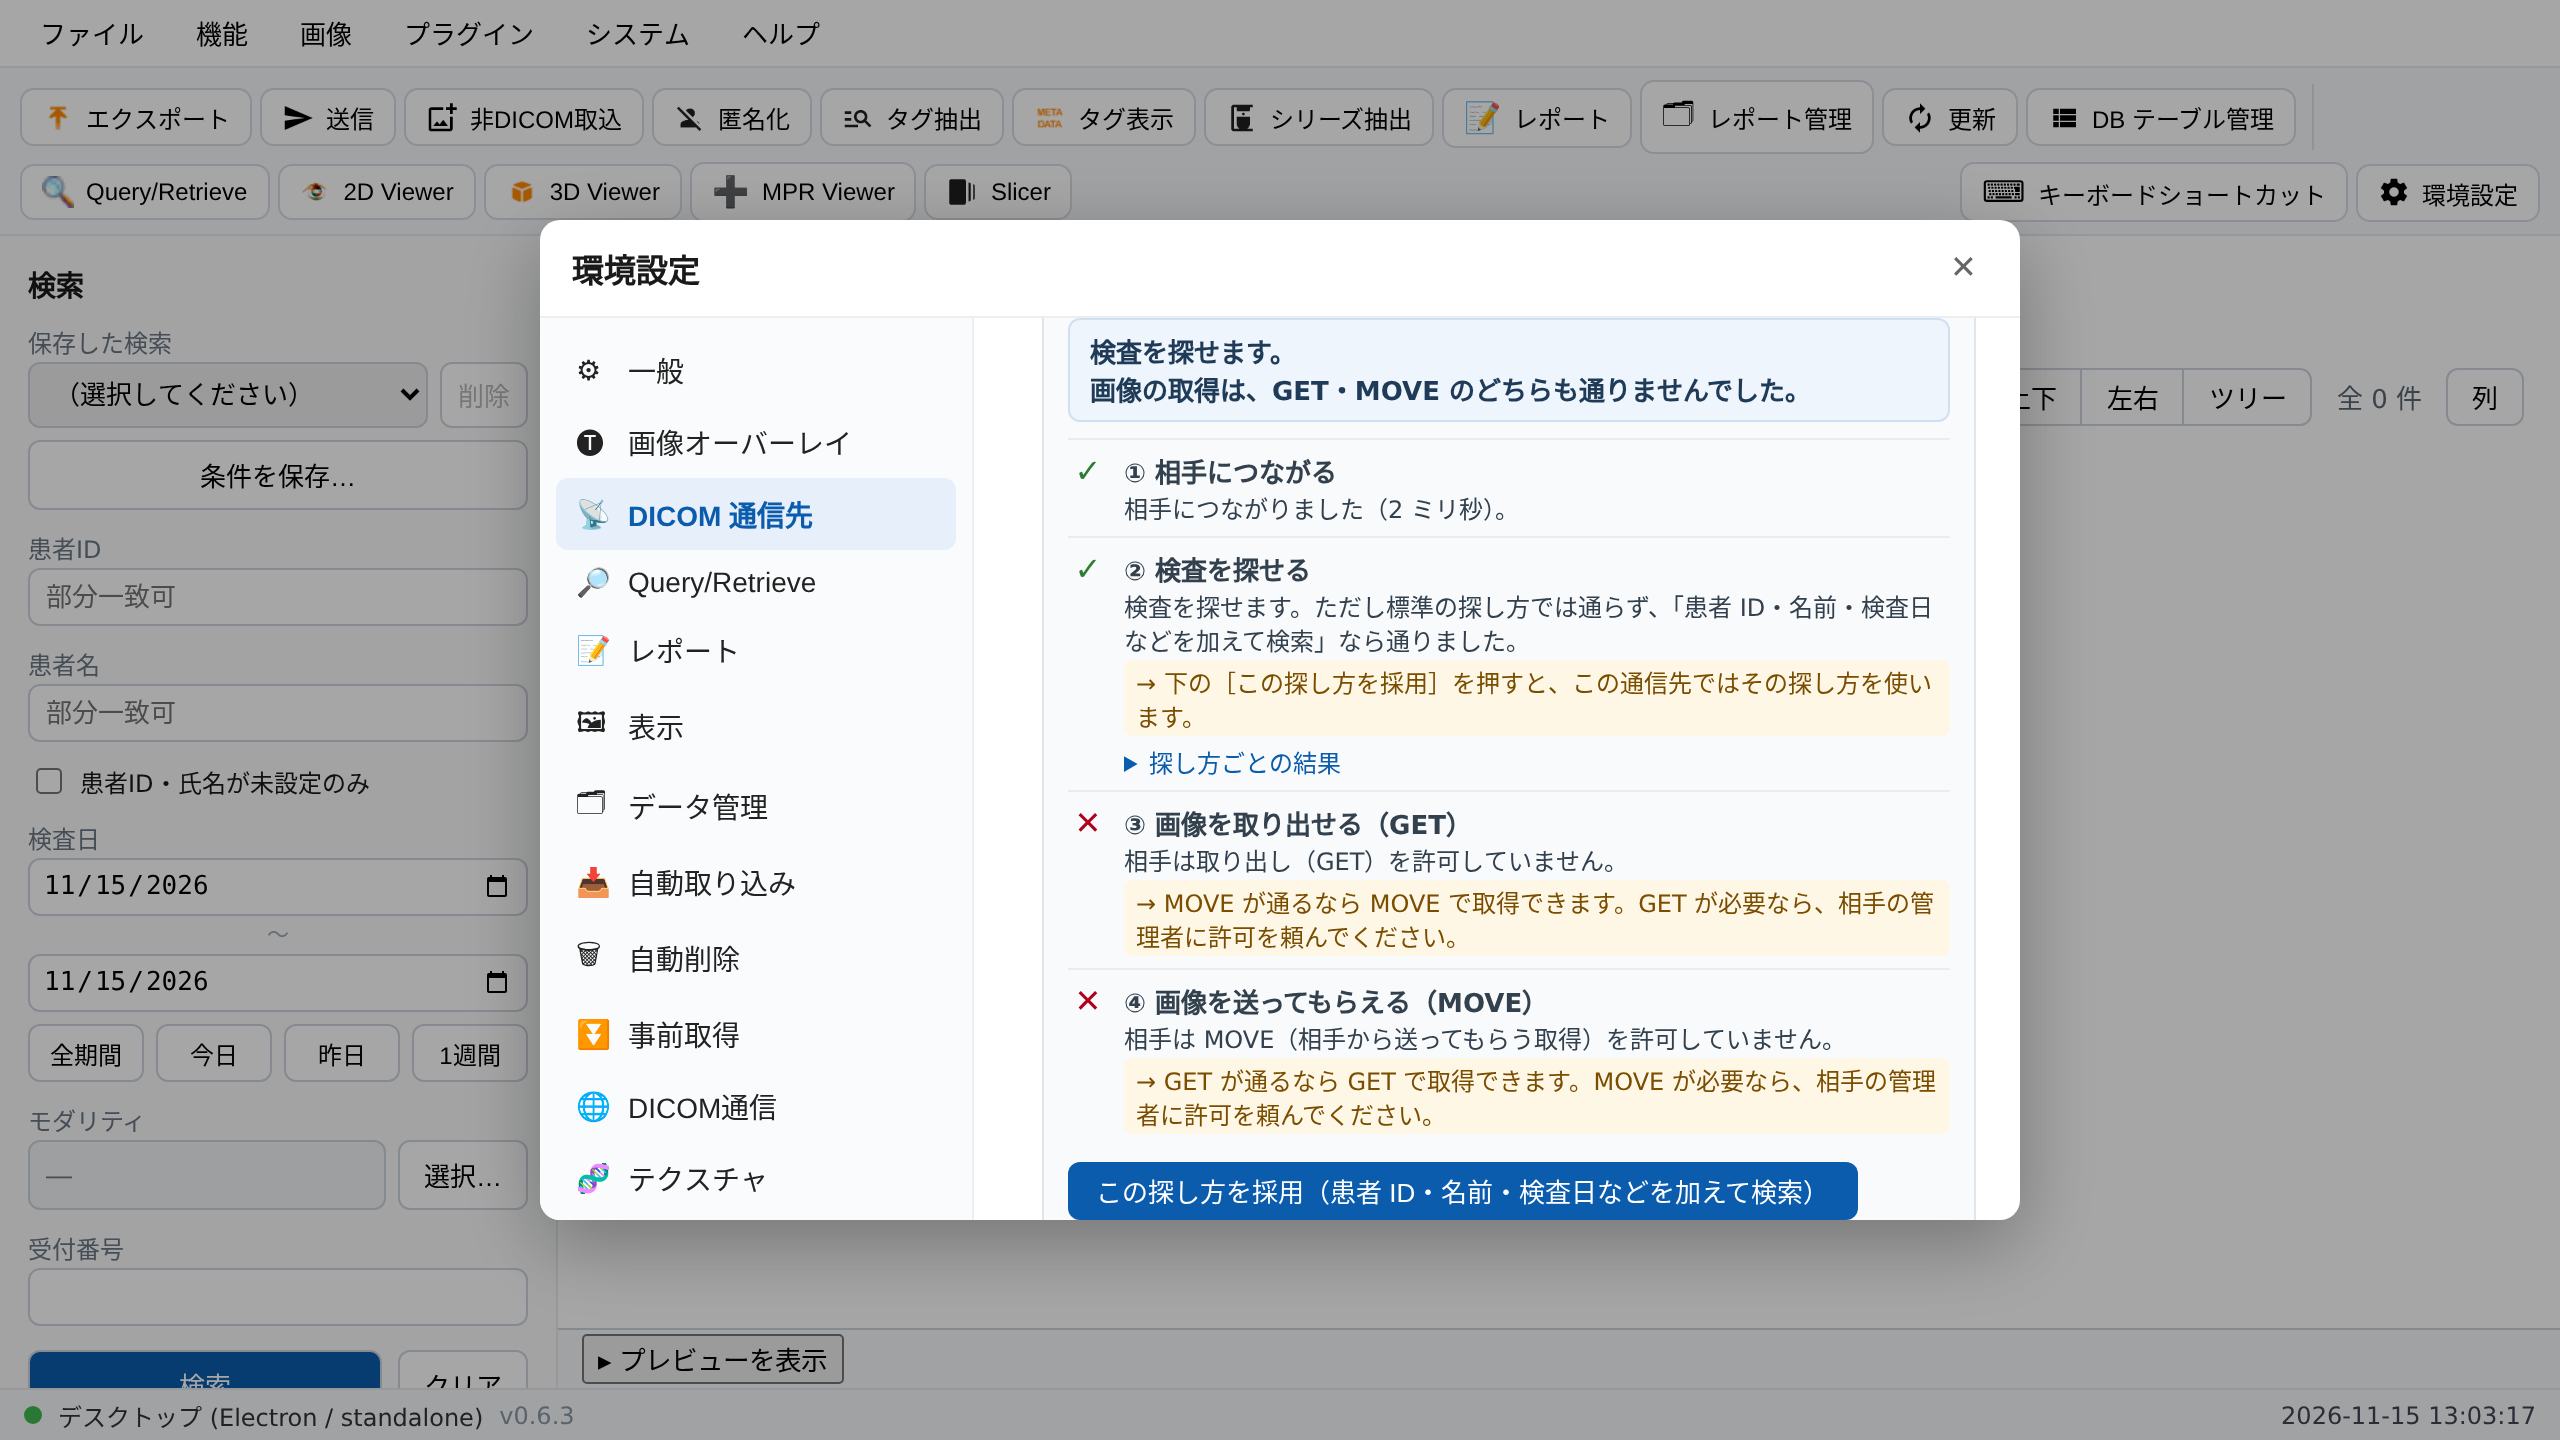 ファイル 機能 画像 プラグイン システム ヘルプ
エクスポート 送信 非DICOM取込 匿名化 タグ抽出 META DATA タグ表示 シリーズ抽出 レポート レポート管理 更新 DB テーブル管理
Query/Retrieve 2D Viewer 3D Viewer MPR Viewer Slicer キーボードショートカット 環境設定
検索
保存した検索
（選択してください） 削除
条件を保存…
患者ID
部分一致可
患者名
部分一致可
患者ID・氏名が未設定のみ
検査日
11/15/2026
〜
11/15/2026
全期間 今日 昨日 1週間
モダリティ
— 選択…
受付番号
検索 クリア
環境設定 ✕
一般
画像オーバーレイ
DICOM 通信先
Query/Retrieve
レポート
表示
データ管理
自動取り込み
自動削除
事前取得
DICOM通信
テクスチャ
検査を探せます。
画像の取得は、GET・MOVE のどちらも通りませんでした。
✓ ① 相手につながる
相手につながりました（2 ミリ秒）。
✓ ② 検査を探せる
検査を探せます。ただし標準の探し方では通らず、「患者 ID・名前・検査日
などを加えて検索」なら通りました。
→ 下の［この探し方を採用］を押すと、この通信先ではその探し方を使い
ます。
▶ 探し方ごとの結果
✕ ③ 画像を取り出せる（GET）
相手は取り出し（GET）を許可していません。
→ MOVE が通るなら MOVE で取得できます。GET が必要なら、相手の管
理者に許可を頼んでください。
✕ ④ 画像を送ってもらえる（MOVE）
相手は MOVE（相手から送ってもらう取得）を許可していません。
→ GET が通るなら GET で取得できます。MOVE が必要なら、相手の管理
者に許可を頼んでください。
この探し方を採用（患者 ID・名前・検査日などを加えて検索）
上下 左右 ツリー 全 0 件 列
▸ プレビューを表示
デスクトップ (Electron / standalone) v0.6.3 2026-11-15 13:03:17